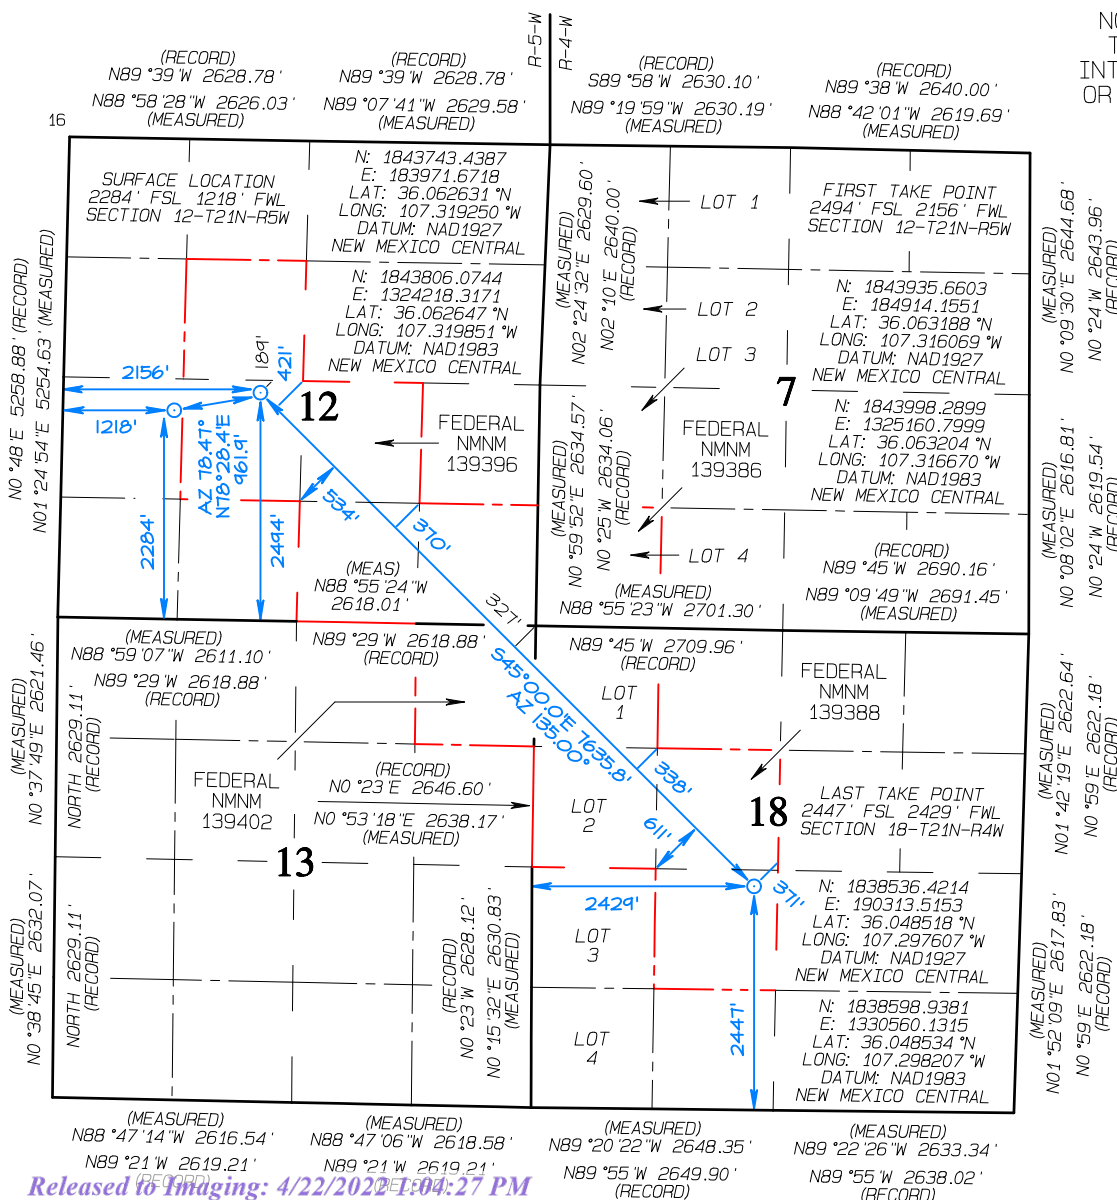 R-5-W
R-4-W
NO
T
INT
OR
(RECORD)
N89°39'W 2628.78'
N88°58'28"W 2626.03'
(MEASURED)
(RECORD)
N89°39'W 2628.78'
N89°07'41"W 2629.58'
(MEASURED)
(RECORD)
S89°58'W 2630.10'
N89°19'59"W 2630.19'
(MEASURED)
(RECORD)
N89°38'W 2640.00'
N88°42'01"W 2619.69'
(MEASURED)
16
SURFACE LOCATION
2284' FSL 1218' FWL
SECTION 12-T21N-R5W
N: 1843743.4387
E: 183971.6718
LAT: 36.062631°N
LONG: 107.319250°W
DATUM: NAD1927
NEW MEXICO CENTRAL
N: 1843806.0744
E: 1324218.3171
LAT: 36.062647°N
LONG: 107.319851°W
DATUM: NAD1983
NEW MEXICO CENTRAL
(MEASURED)
N02°24'32"E 2629.60'
N02°10'E 2640.00'
(RECORD)
LOT 1
LOT 2
LOT 3
FIRST TAKE POINT
2494' FSL 2156' FWL
SECTION 12-T21N-R5W
N: 1843935.6603
E: 184914.1551
LAT: 36.063188°N
LONG: 107.316069°W
DATUM: NAD1927
NEW MEXICO CENTRAL
7
N: 1843998.2899
E: 1325160.7999
LAT: 36.063204°N
LONG: 107.316670°W
DATUM: NAD1983
NEW MEXICO CENTRAL
(MEASURED)
N0°09'30"E 2644.68'
N0°24'W 2643.96'
(RECORD)
N0°48'E 5258.88' (RECORD)
N01°24'54"E 5254.63' (MEASURED)
2156'
1218'
189'
421'
12
FEDERAL
NMNM
139396
AZ 78.47°
N78°28.4'E
961.9'
2284'
2494'
534'
370'
327'
(MEASURED)
N0°59'52"E 2634.57'
N0°25'W 2634.06'
(RECORD)
FEDERAL
NMNM
139386
LOT 4
(MEASURED)
N88°55'23"W 2701.30'
(RECORD)
N89°45'W 2690.16'
N89°09'49"W 2691.45'
(MEASURED)
(MEASURED)
N0°08'02"E 2616.81'
N0°24'W 2619.54'
(RECORD)
(MEAS)
N88°55'24"W
2618.01'
(MEASURED)
N88°59'07"W 2611.10'
N89°29'W 2618.88'
(RECORD)
N89°29'W 2618.88'
(RECORD)
N89°45'W 2709.96'
(RECORD)
S45°00.0'E 7635.8'
AZ 135.00°
LOT
1
FEDERAL
NMNM
139388
(MEASURED)
N0°37'49"E 2621.46'
NORTH 2629.11'
(RECORD)
FEDERAL
NMNM
139402
(RECORD)
N0°23'E 2646.60'
N0°53'18"E 2638.17'
(MEASURED)
13
LOT
2
338'
611'
18
LAST TAKE POINT
2447' FSL 2429' FWL
SECTION 18-T21N-R4W
(MEASURED)
N01°42'19"E 2622.64'
N0°59'E 2622.18'
(RECORD)
2429'
371'
LOT
3
N: 1838536.4214
E: 190313.5153
LAT: 36.048518°N
LONG: 107.297607°W
DATUM: NAD1927
NEW MEXICO CENTRAL
(MEASURED)
N0°38'45"E 2632.07'
NORTH 2629.11'
(RECORD)
(RECORD)
N0°23'W 2628.12'
N0°15'32"E 2630.83'
(MEASURED)
LOT
4
2447'
N: 1838598.9381
E: 1330560.1315
LAT: 36.048534°N
LONG: 107.298207°W
DATUM: NAD1983
NEW MEXICO CENTRAL
(MEASURED)
N01°52'09"E 2617.83'
N0°59'E 2622.18'
(RECORD)
(MEASURED)
N88°47'14"W 2616.54'
N89°21'W 2619.21'
(RECORD)
(MEASURED)
N88°47'06"W 2618.58'
N89°21'W 2619.21'
(RECORD)
(MEASURED)
N89°20'22"W 2648.35'
N89°55'W 2649.90'
(RECORD)
(MEASURED)
N89°22'26"W 2633.34'
N89°55'W 2638.02'
(RECORD)
Released to Imaging: 4/22/2021 1:04:27 PM